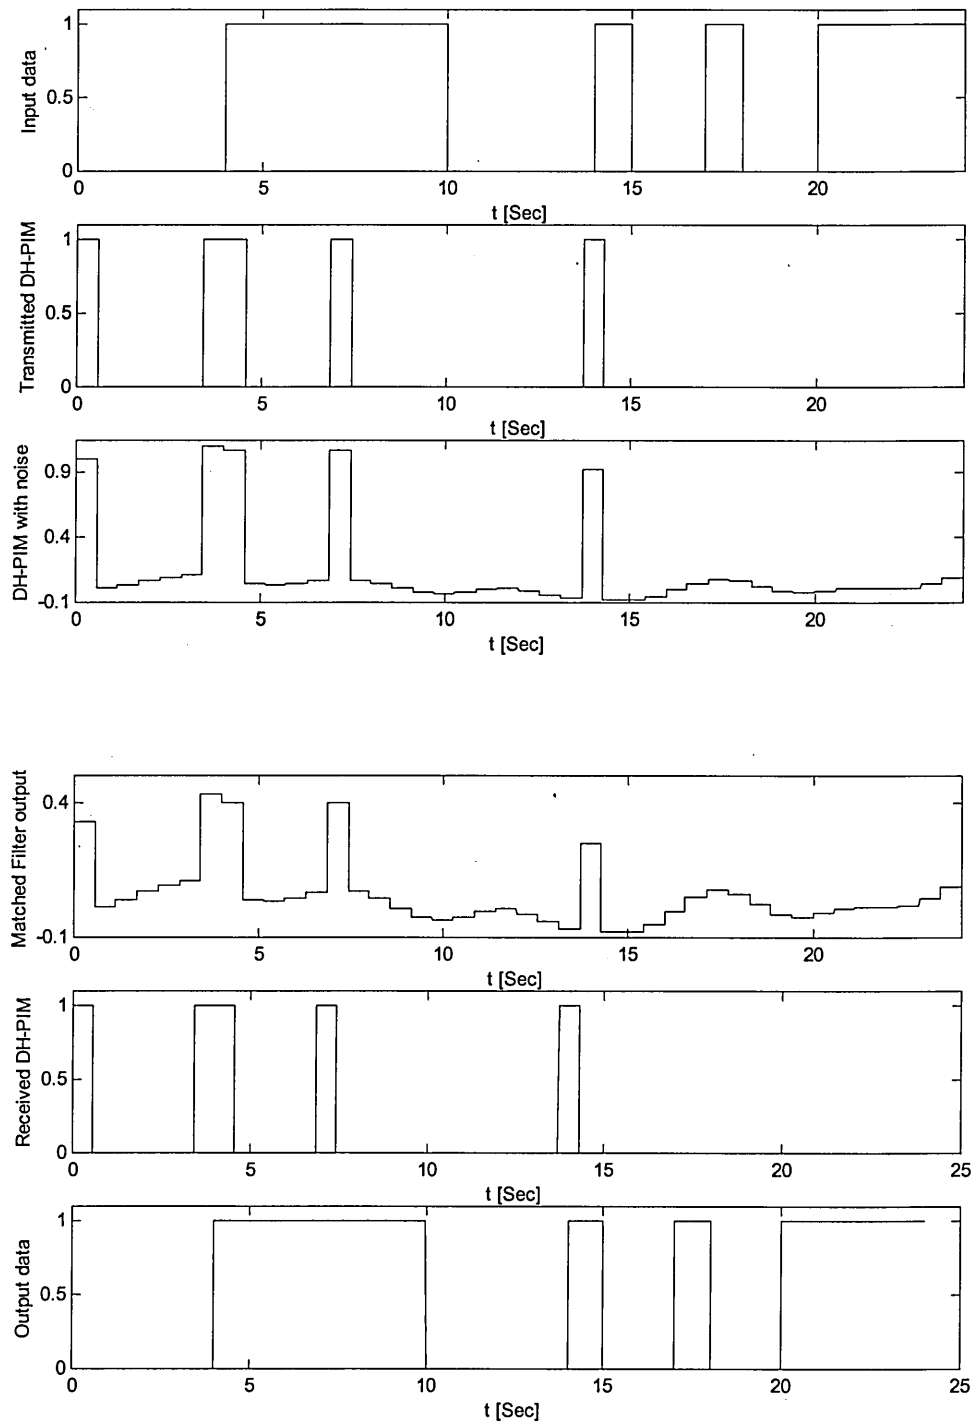 Input data
1
0.5
0
0 5 10 15 20
t [Sec]
Transmitted DH-PIM
1
0.5
0
0 5 10 15 20
t [Sec]
DH-PIM with noise
0.9
0.4
-0.1
0 5 10 15 20
t [Sec]
Matched Filter output
0.4
-0.1
0 5 10 15 20
t [Sec]
Received DH-PIM
1
0.5
0
0 5 10 15 20 25
t [Sec]
Output data
1
0.5
0
0 5 10 15 20 25
t [Sec]